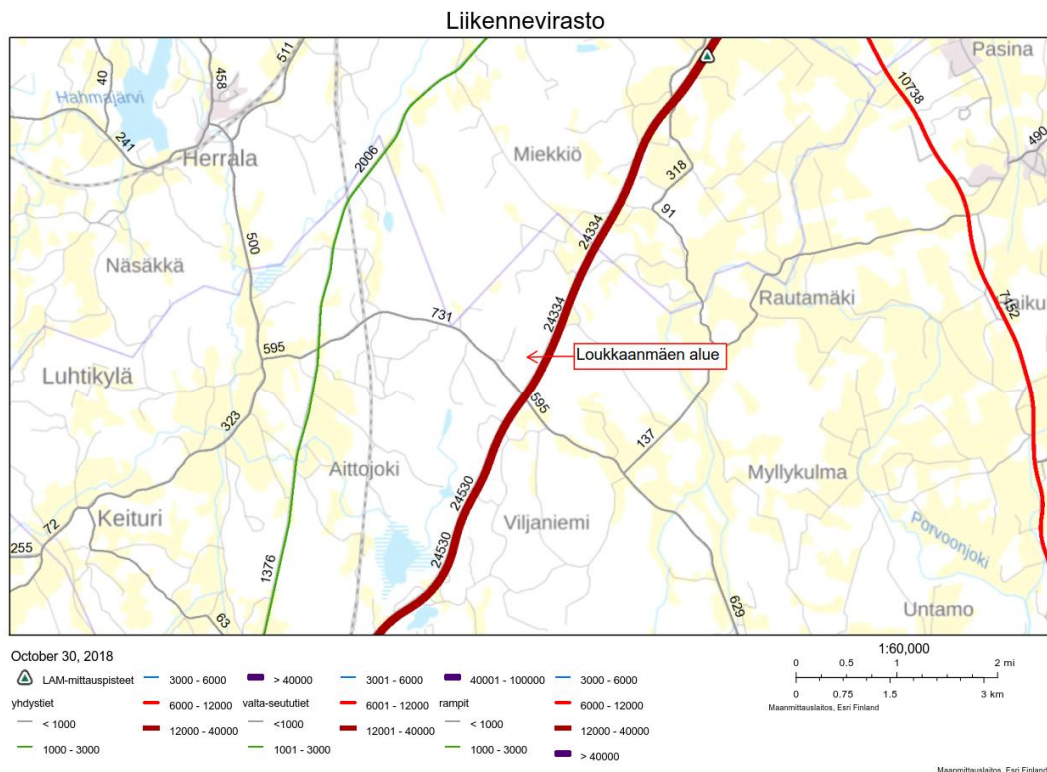 Liikennevirasto
511
40
458
Pasina
10738
Hahmajärvi
241
Herrala
2006
Miekkiö
490
318
91
500
24334
Näsäkkä
Rautamäki
7152
24334
731
595
Loukkaanmäen alue
Luhtikylä
595
323
137
Aittojoki
Myllykulma
24530
Keituri
72
Viljaniemi
255
24530
Porvoonjoki
1376
63
629
Untamo
October 30, 2018
1:60,000
LAM-mittauspisteet
3000 - 6000
> 40000
3001 - 6000
40001 - 100000
3000 - 6000
0 0.5 1 2 mi
yhdystiet
6000 - 12000
valta-seututiet
6001 - 12000
rampit
6000 - 12000
0 0.75 1.5 3 km
< 1000
12000 - 40000
<1000
12001 - 40000
< 1000
12000 - 40000
Maanmittauslaitos, Esri Finland
1000 - 3000
1001 - 3000
1000 - 3000
> 40000
Maanmittauslaitos, Esri Finland